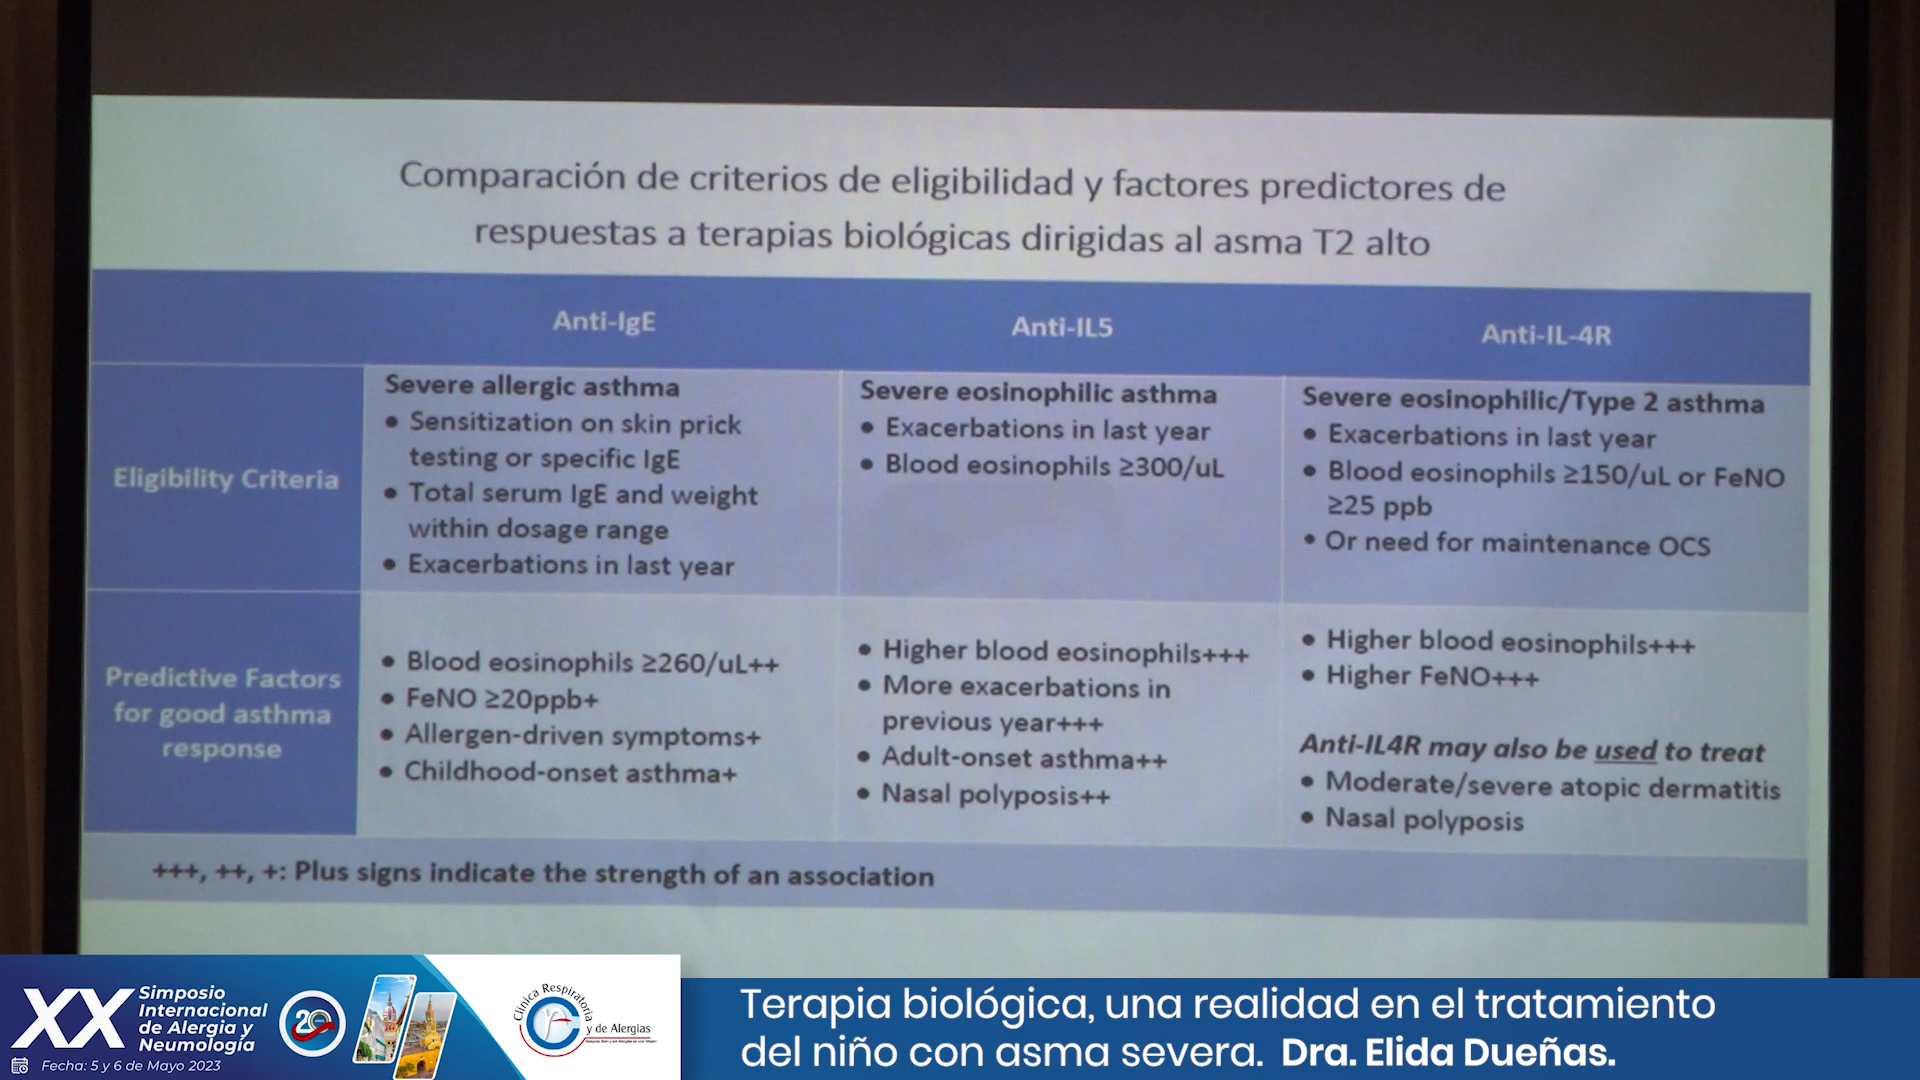 Comparación de criterios de eligibilidad y factores predictores de
respuestas a terapias biológicas dirigidas al asma T2 alto
Anti-IgE
Anti-IL5
Anti-IL-4R
Eligibility Criteria
Severe allergic asthma
• Sensitization on skin prick
testing or specific IgE
• Total serum IgE and weight
within dosage range
• Exacerbations in last year
Severe eosinophilic asthma
• Exacerbations in last year
• Blood eosinophils ≥300/uL
Severe eosinophilic/Type 2 asthma
• Exacerbations in last year
• Blood eosinophils ≥150/uL or FeNO
≥25 ppb
• Or need for maintenance OCS
Predictive Factors
for good asthma
response
• Blood eosinophils ≥260/uL++
• FeNO ≥20ppb+
• Allergen-driven symptoms+
• Childhood-onset asthma+
• Higher blood eosinophils+++
• More exacerbations in
previous year+++
• Adult-onset asthma++
• Nasal polyposis++
• Higher blood eosinophils+++
• Higher FeNO+++
Anti-IL4R may also be used to treat
• Moderate/severe atopic dermatitis
• Nasal polyposis
+++, ++, +: Plus signs indicate the strength of an association
XX
Simposio
Internacional
de Alergia y
Neumología
Fecha: 5 y 6 de Mayo 2023
20
Clínica Respiratoria
y de Alergias
Terapia biológica, una realidad en el tratamiento
del niño con asma severa. Dra. Elida Dueñas.